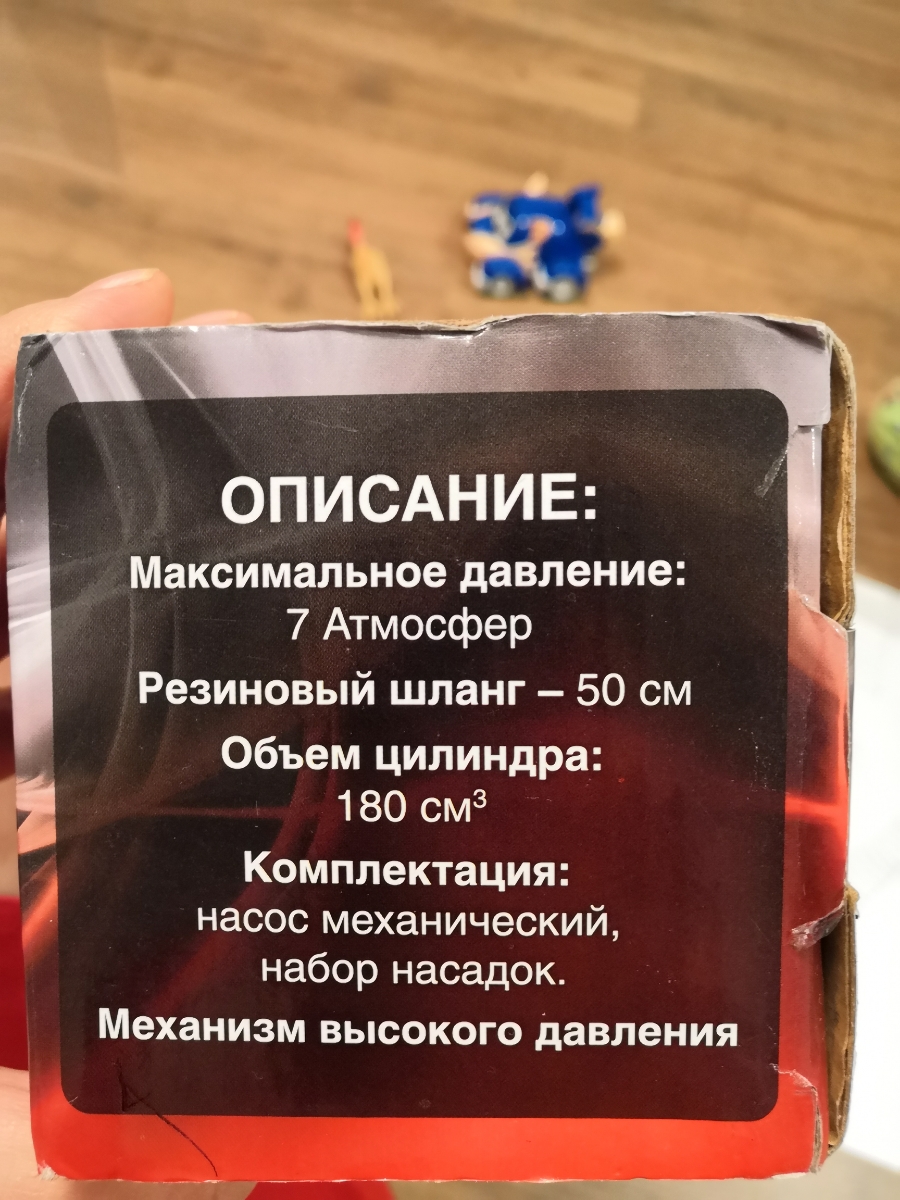 ОПИСАНИЕ:
Максимальное давление:
7 Атмосфер
Резиновый шланг – 50 см
Объем цилиндра:
180 см³
Комплектация:
насос механический,
набор насадок.
Механизм высокого давления